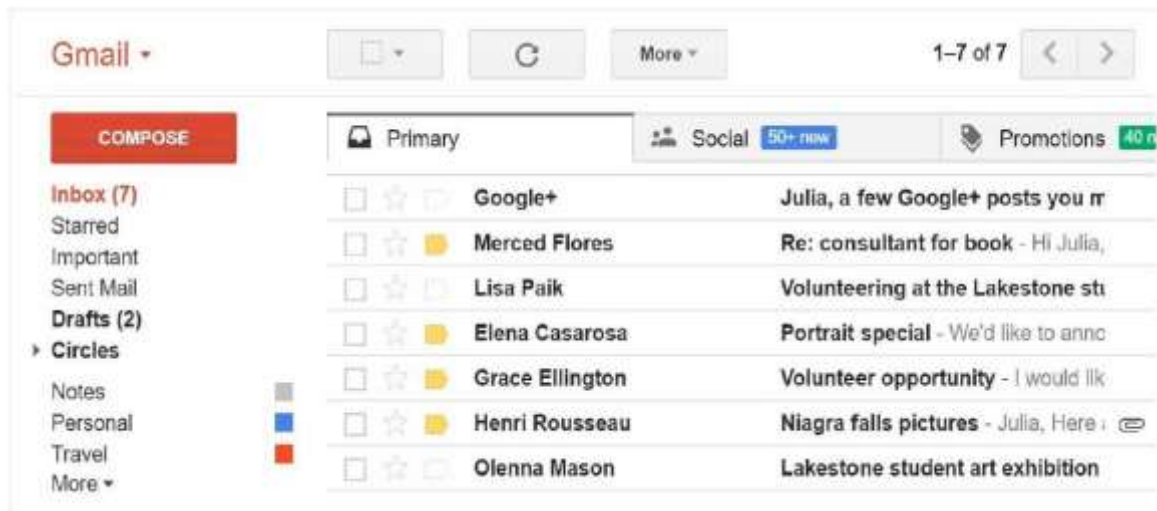 Gmail
More
1–7 of 7
COMPOSE
Primary
Social 50+ new
Promotions 40
Inbox (7)
Starred
Important
Sent Mail
Drafts (2)
Circles
Notes
Personal
Travel
More
Google+ Julia, a few Google+ posts you
Merced Flores Re: consultant for book - Hi Julia,
Lisa Paik Volunteering at the Lakestone
Elena Casarosa Portrait special - We'd like to
Grace Ellington Volunteer opportunity - I would
Henri Rousseau Niagra falls pictures - Julia, Here
Olenna Mason Lakestone student art exhibition